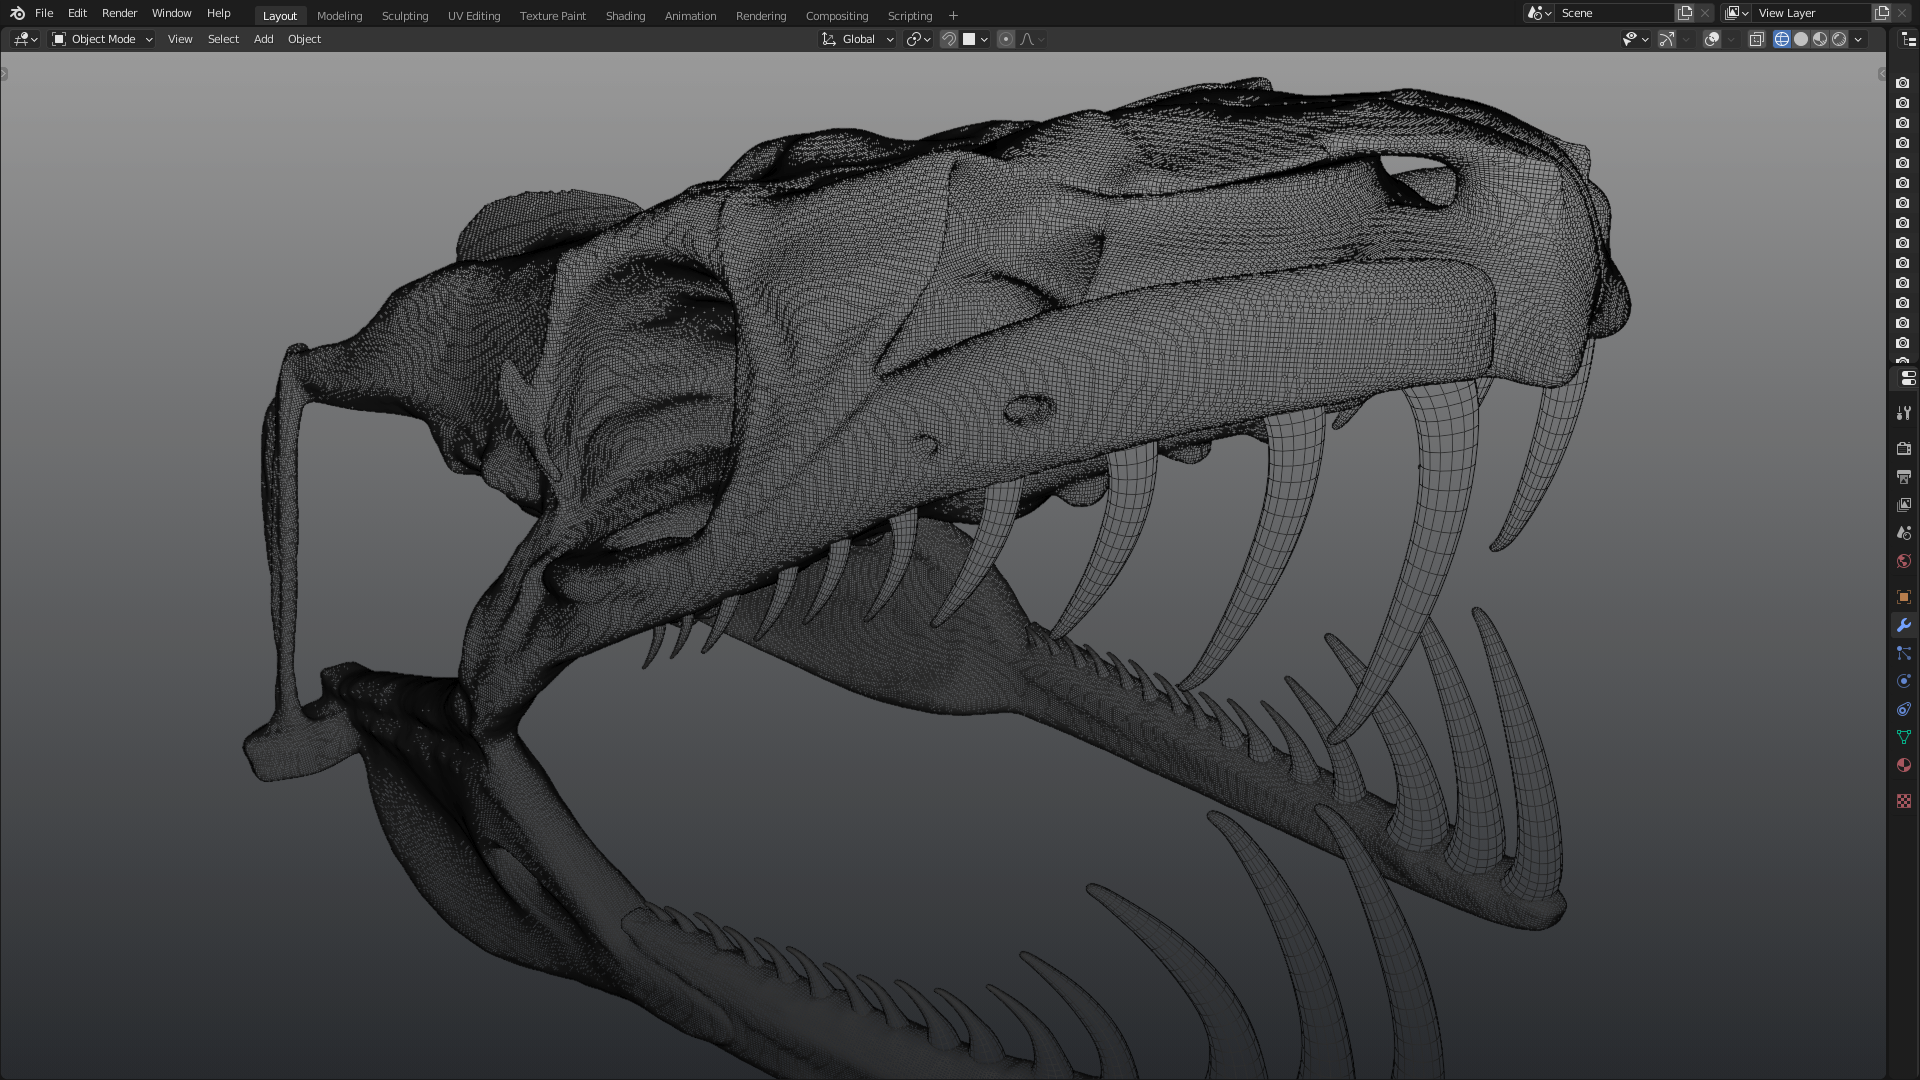 File Edit Render Window Help
Layout Modeling Sculpting UV Editing Texture Paint Shading Animation Rendering Compositing Scripting +
Scene
View Layer
Object Mode View Select Add Object
Global